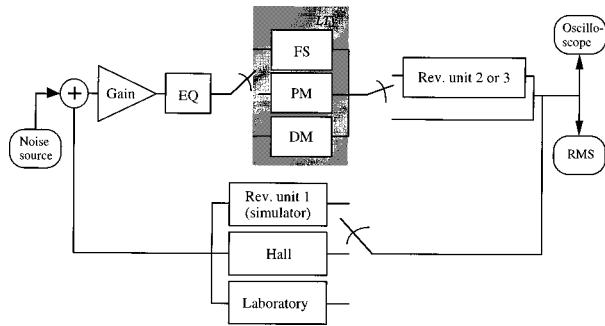 LTV
Oscillo-
scope
FS
Rev. unit 2 or 3
Gain
EQ
PM
Noise
source
DM
RMS
Rev. unit 1
(simulator)
Hall
Laboratory